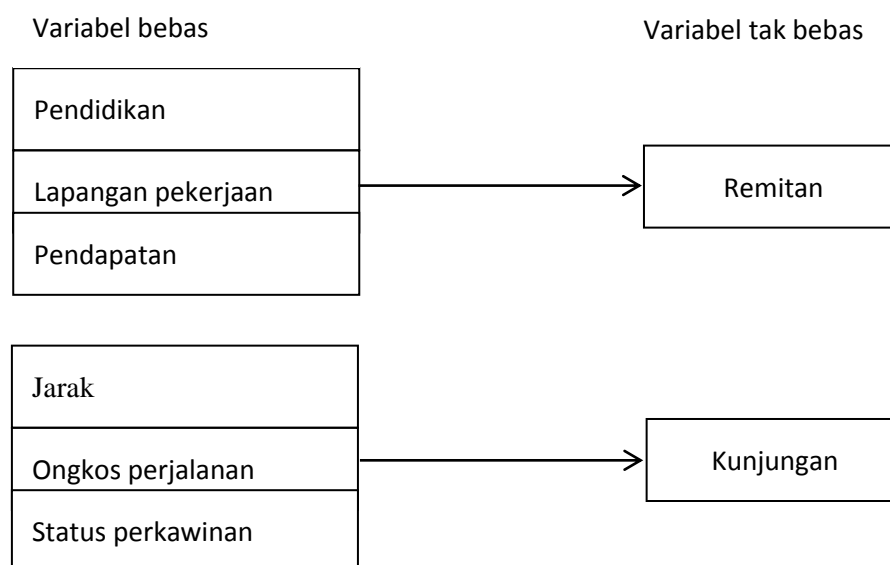 Variabel bebas
Variabel tak bebas
Pendidikan
Lapangan pekerjaan
Pendapatan
Remitan
Jarak
Ongkos perjalanan
Status perkawinan
Kunjungan